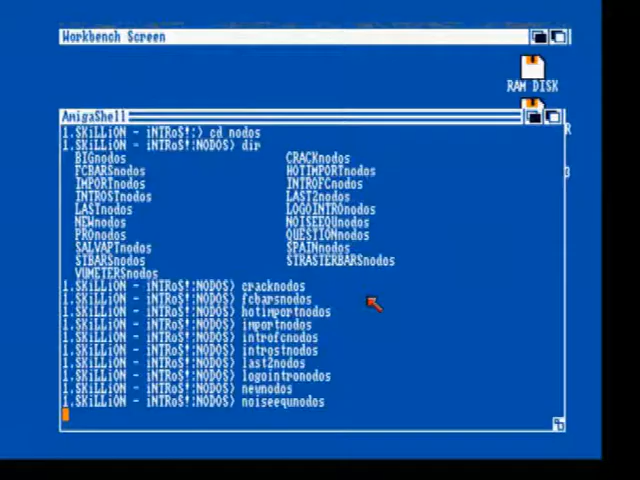 Workbench Screen
RAM DISK
AmigaShell
R
1.SKiLLiON - iNTRoS!:> cd nodos
1.SKiLLiON - iNTRoS!:NODOS> dir
BIGnodos CRACKnodos
FCBARSnodos HOTIMPORTnodos
3
IMPORTnodos INTROFCnodos
INTROSTnodos LAST2nodos
LASTnodos LOGOINTROnodos
NEWnodos NOISEEQUnodos
PROnodos QUESTIONnodos
SALVAPTnodos SPAINnodos
STBARSnodos STRASTERBARSnodos
VUMETERSnodos
1.SKiLLiON - iNTRoS!:NODOS> cracknodos
1.SKiLLiON - iNTRoS!:NODOS> fcbarsnodos
1.SKiLLiON - iNTRoS!:NODOS> hotimportnodos
1.SKiLLiON - iNTRoS!:NODOS> importnodos
1.SKiLLiON - iNTRoS!:NODOS> introfcnodos
1.SKiLLiON - iNTRoS!:NODOS> introstnodos
1.SKiLLiON - iNTRoS!:NODOS> last2nodos
1.SKiLLiON - iNTRoS!:NODOS> logointronodos
1.SKiLLiON - iNTRoS!:NODOS> newnodos
1.SKiLLiON - iNTRoS!:NODOS> noiseequnodos